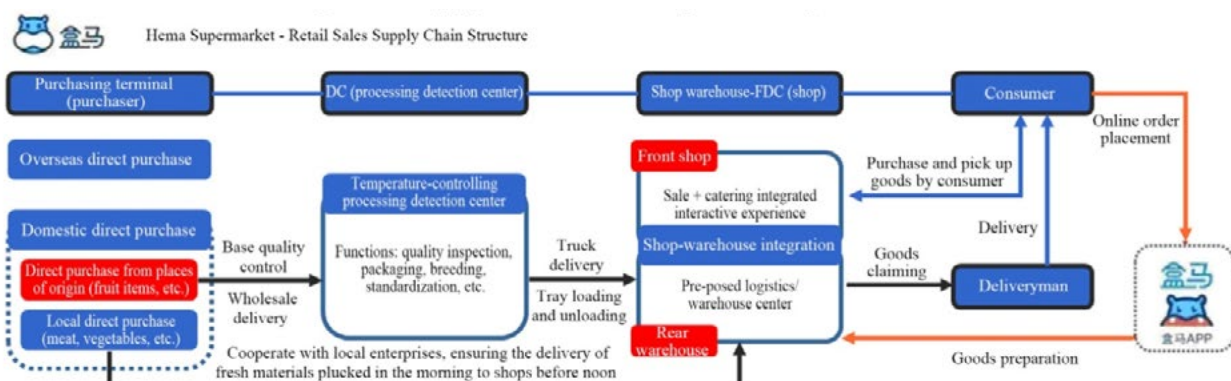 盒马
Hema Supermarket - Retail Sales Supply Chain Structure
Purchasing terminal
(purchaser)
DC (processing detection center)
Shop warehouse-FDC (shop)
Consumer
Online order
placement
Overseas direct purchase
Domestic direct purchase
Direct purchase from places
of origin (fruit items, etc.)
Local direct purchase
(meat, vegetables, etc.)
Base quality
control
Wholesale
delivery
Temperature-controlling
processing detection center
Functions: quality inspection,
packaging, breeding,
standardization, etc.
Cooperate with local enterprises, ensuring the delivery of
fresh materials plucked in the morning to shops before noon
Truck
delivery
Tray loading
and unloading
Front shop
Sale + catering integrated
interactive experience
Shop-warehouse integration
Pre-posed logistics/
warehouse center
Rear
warehouse
Purchase and pick up
goods by consumer
Delivery
Goods
claiming
Deliveryman
盒马
盒马APP
Goods preparation